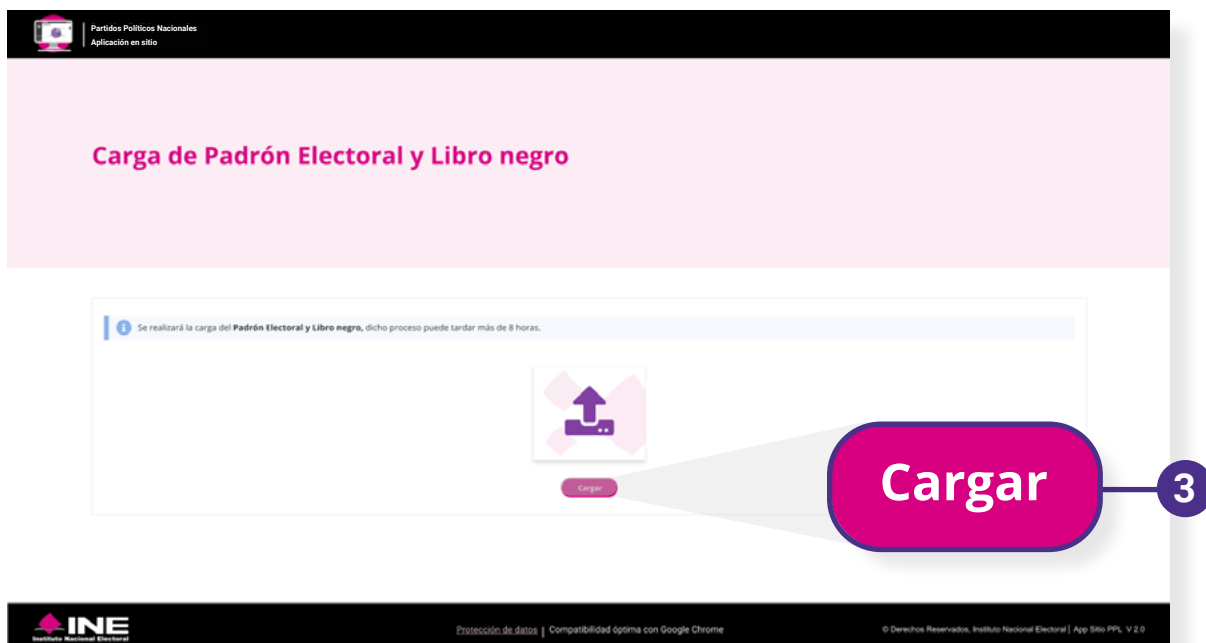 Partidos Políticos Nacionales
Aplicación en sitio
Carga de Padrón Electoral y Libro negro
Se realizará la carga del Padrón Electoral y Libro negro, dicho proceso puede tardar más de 8 horas.
Cargar
Cargar
3
INE
Instituto Nacional Electoral
Protección de datos | Compatibilidad óptima con Google Chrome
© Derechos Reservados, Instituto Nacional Electoral | App Sitio PPL V 2.0